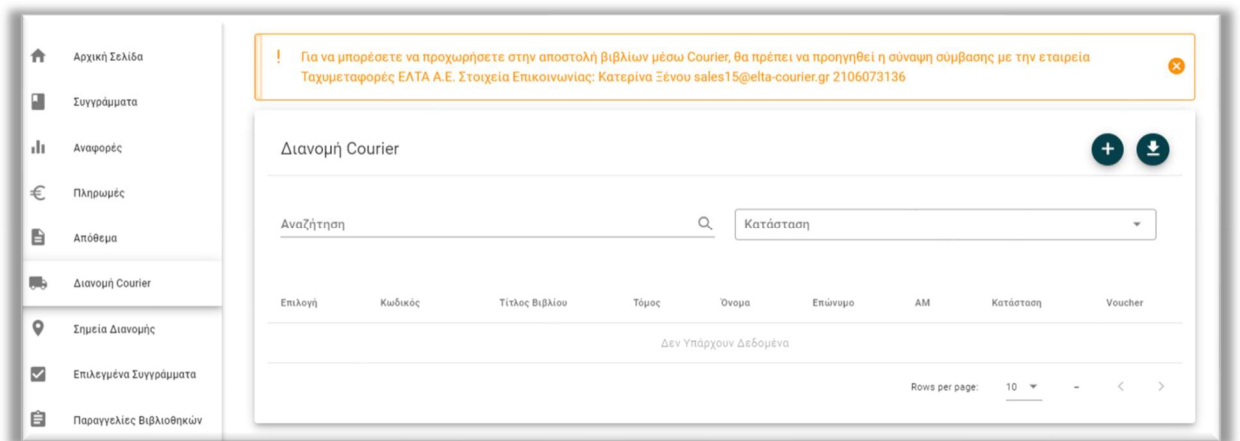 Αρχική Σελίδα
Συγγράμματα
Αναφορές
Πληρωμές
Απόθεμα
Διανομή Courier
Σημεία Διανομής
Επιλεγμένα Συγγράμματα
Παραγγελίες Βιβλιοθηκών
! Για να μπορέσετε να προχωρήσετε στην αποστολή βιβλίων μέσω Courier, θα πρέπει να προηγηθεί η σύναψη σύμβασης με την εταιρεία
Ταχυμεταφορές ΕΛΤΑ Α.Ε. Στοιχεία Επικοινωνίας: Κατερίνα Ξένου sales15@elta-courier.gr 2106073136
Διανομή Courier
Αναζήτηση Κατάσταση
Επιλογή Κωδικός Τίτλος Βιβλίου Τόμος Όνομα Επώνυμο ΑΜ Κατάσταση Voucher
Δεν Υπάρχουν Δεδομένα
Rows per page: 10 –